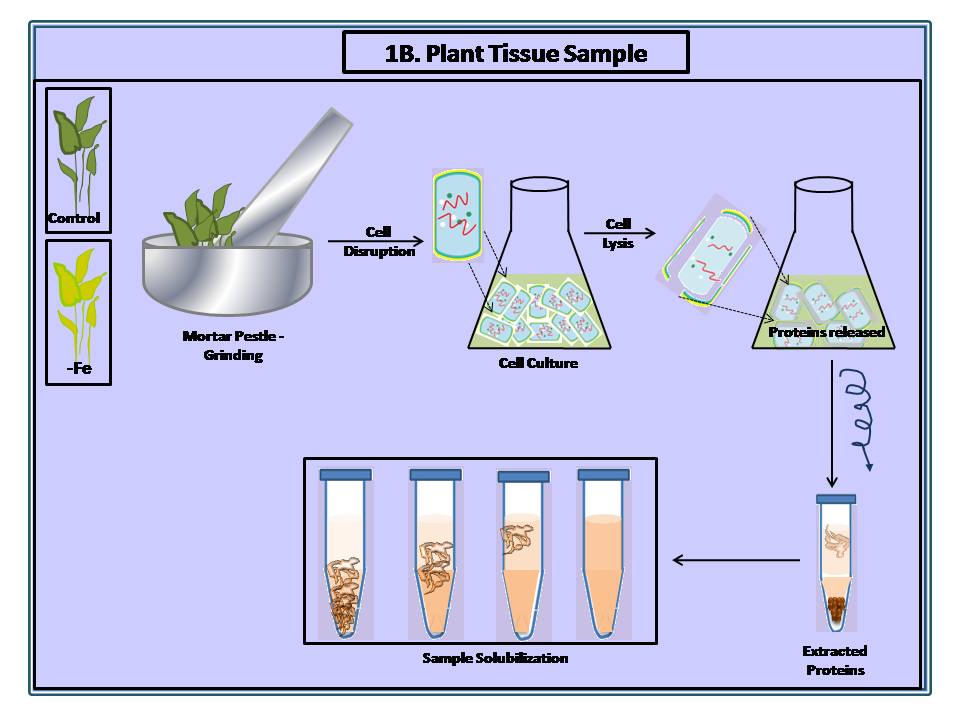 1B. Plant Tissue Sample
Control
-Fe
Mortar Pestle -
Grinding
Cell
Disruption
Cell Culture
Cell
Lysis
Proteins released
Extracted
Proteins
Sample Solubilization